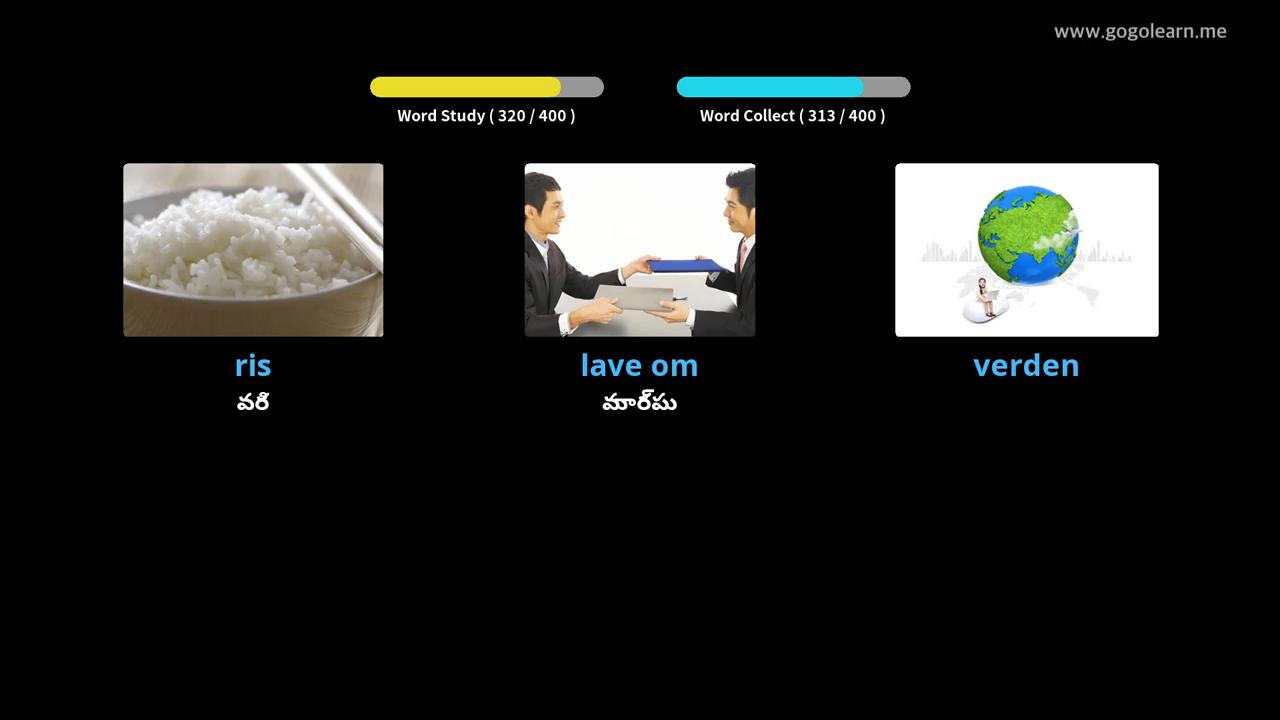 www.gogolearn.me
Word Study ( 320 / 400 )
Word Collect ( 313 / 400 )
ris
lave om
verden
వరి
మార్‌పు